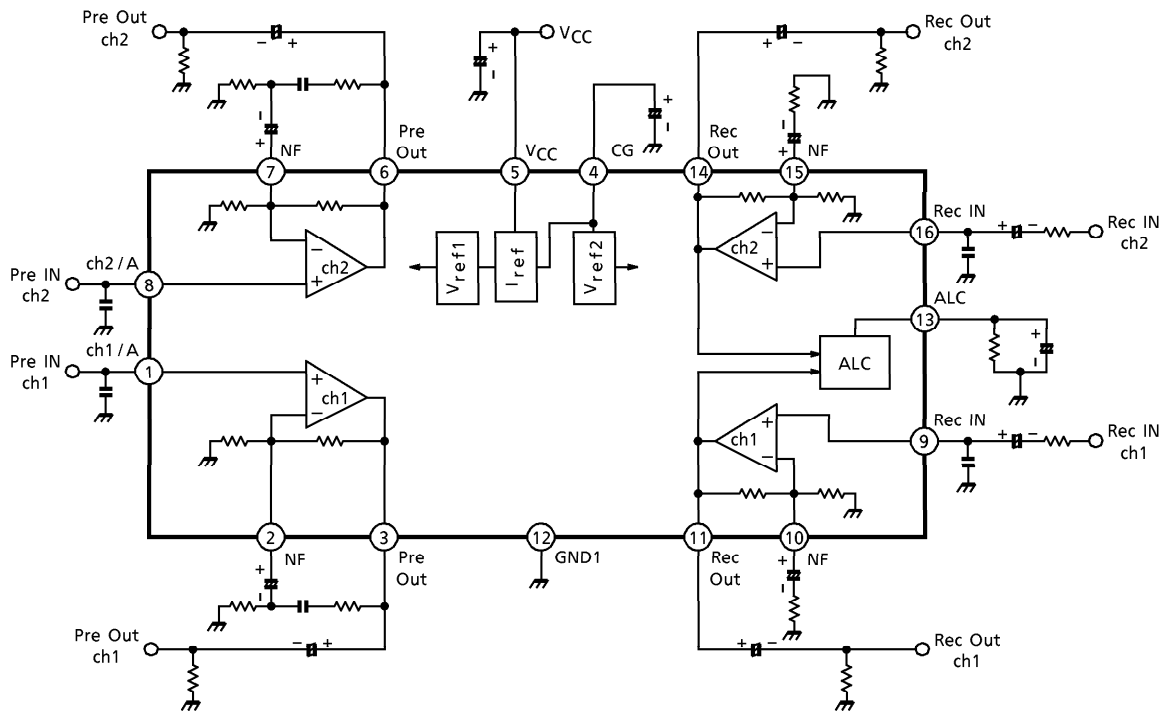 Pre Out
ch2
− +
+
−
VCC
+ −
Rec Out
ch2
−
+
+
−
−
+
NF
Pre
Out
VCC
CG
Rec
Out
NF
7
6
5
4
14
15
Rec IN
16
+ −
Rec IN
ch2
−
+
ch2
Vref1
Iref
Vref2
−
+
ch2
Pre IN
ch2
ch2/A
8
ALC
13
+
−
ALC
Pre IN
ch1
ch1/A
1
+
−
ch1
+
−
ch1
Rec IN
9
+ −
Rec IN
ch1
2
3
12
11
10
NF
Pre
Out
GND1
Rec
Out
NF
+
−
+
−
Pre Out
ch1
− +
+ −
Rec Out
ch1